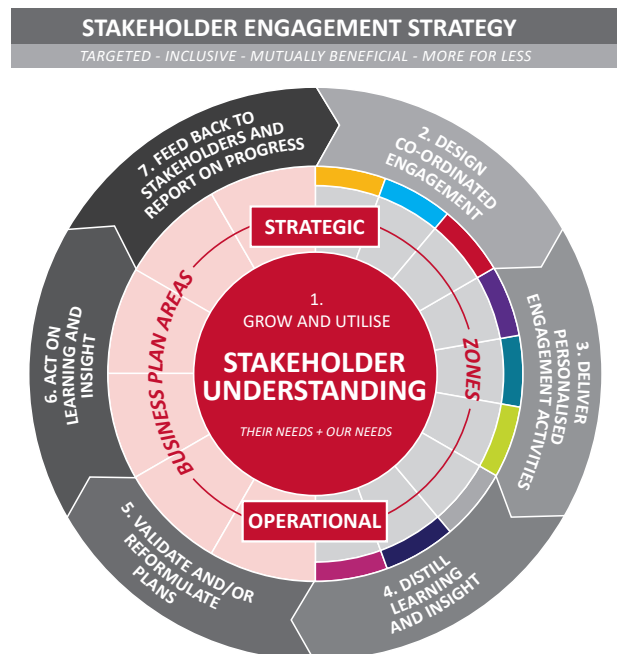 STAKEHOLDER ENGAGEMENT STRATEGY
TARGETED - INCLUSIVE - MUTUALLY BENEFICIAL - MORE FOR LESS
1.
GROW AND UTILISE
STAKEHOLDER
UNDERSTANDING
THEIR NEEDS + OUR NEEDS
STRATEGIC
OPERATIONAL
BUSINESS PLAN AREAS
ZONES
2. DESIGN
CO-ORDINATED
ENGAGEMENT
3. DELIVER
PERSONALISED
ENGAGEMENT ACTIVITIES
4. DISTILL
LEARNING
AND INSIGHT
5. VALIDATE AND/OR
REFORMULATE
PLANS
6. ACT ON
LEARNING AND
INSIGHT
7. FEED BACK TO
STAKEHOLDERS AND
REPORT ON PROGRESS